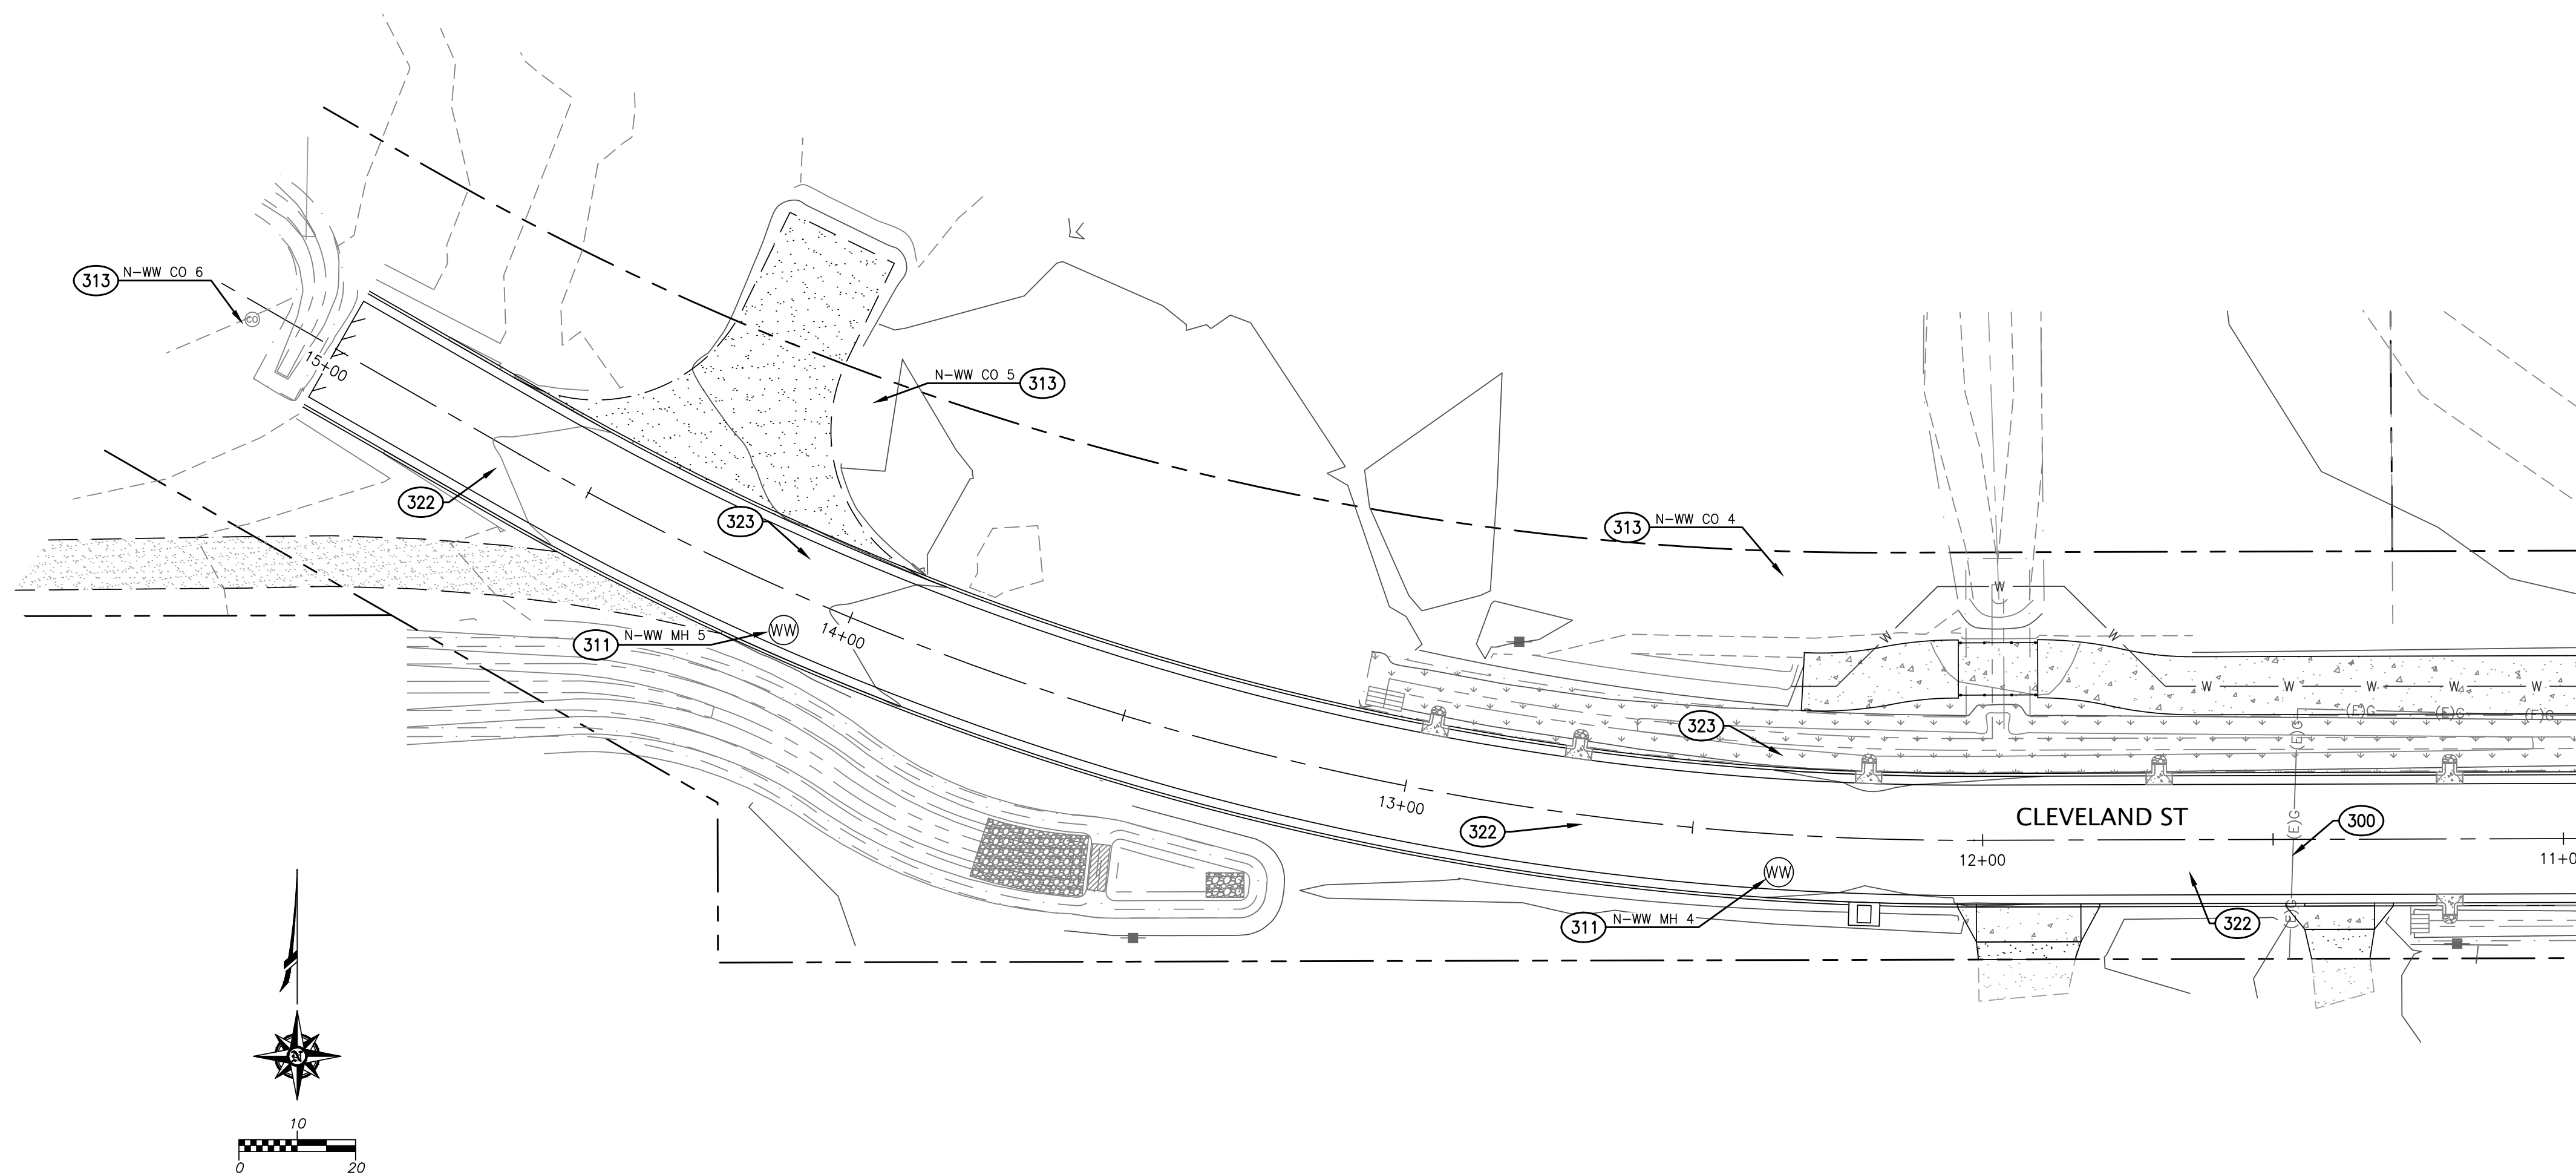 313 N-WW CO 6
CO
15+00
N-WW CO 5 313
322
323
313 N-WW CO 4
W
W
W
311 N-WW MH 5
WW
14+00
W W W W W
323
(E)G (E)G (E)G
(E)G
13+00
322
CLEVELAND ST
(E)G
300
12+00
11+0
WW
311 N-WW MH 4
(E)G
322
N
10
0 20